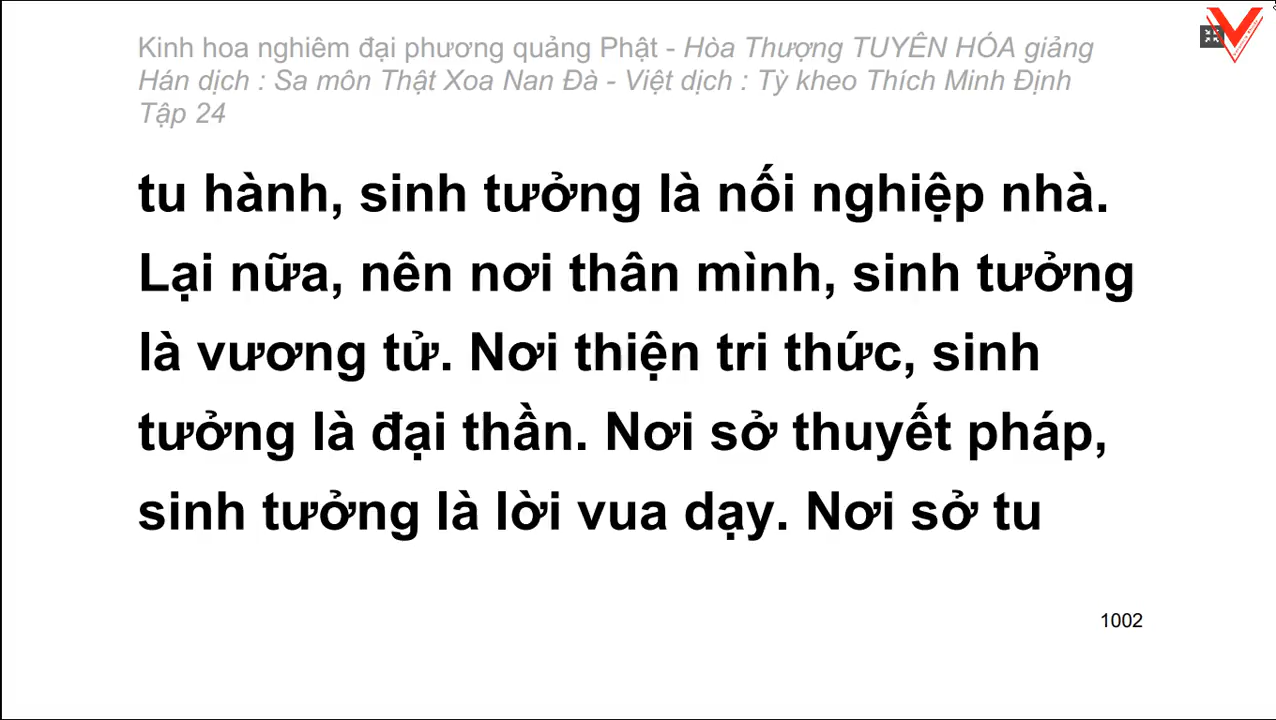 Kinh hoa nghiêm đại phương quảng Phật - Hòa Thượng TUYÊN HÓA giảng
Hán dịch : Sa môn Thật Xoa Nan Đà - Việt dịch : Tỳ kheo Thích Minh Định
Tập 24
tu hành, sinh tưởng là nối nghiệp nhà.
Lại nữa, nên nơi thân mình, sinh tưởng
là vương tử. Nơi thiện tri thức, sinh
tưởng là đại thần. Nơi sở thuyết pháp,
sinh tưởng là lời vua dạy. Nơi sở tu
1002